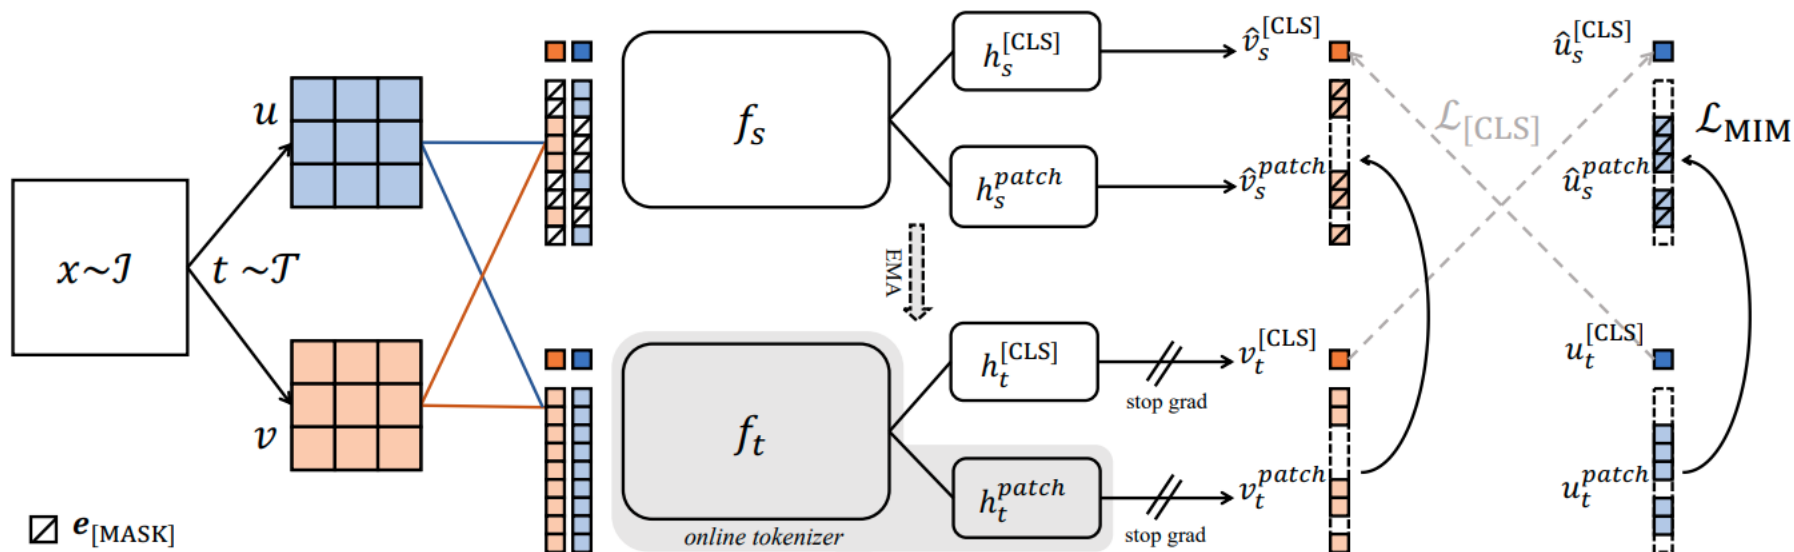 x~ℐ
t ~𝒯
u
v
e[MASK]
f_s
h_s^[CLS]
h_s^patch
EMA
f_t
online tokenizer
h_t^[CLS]
h_t^patch
stop grad
stop grad
v̂_s^[CLS]
v̂_s^patch
v_t^[CLS]
v_t^patch
û_s^[CLS]
û_s^patch
u_t^[CLS]
u_t^patch
ℒ[CLS]
ℒMIM